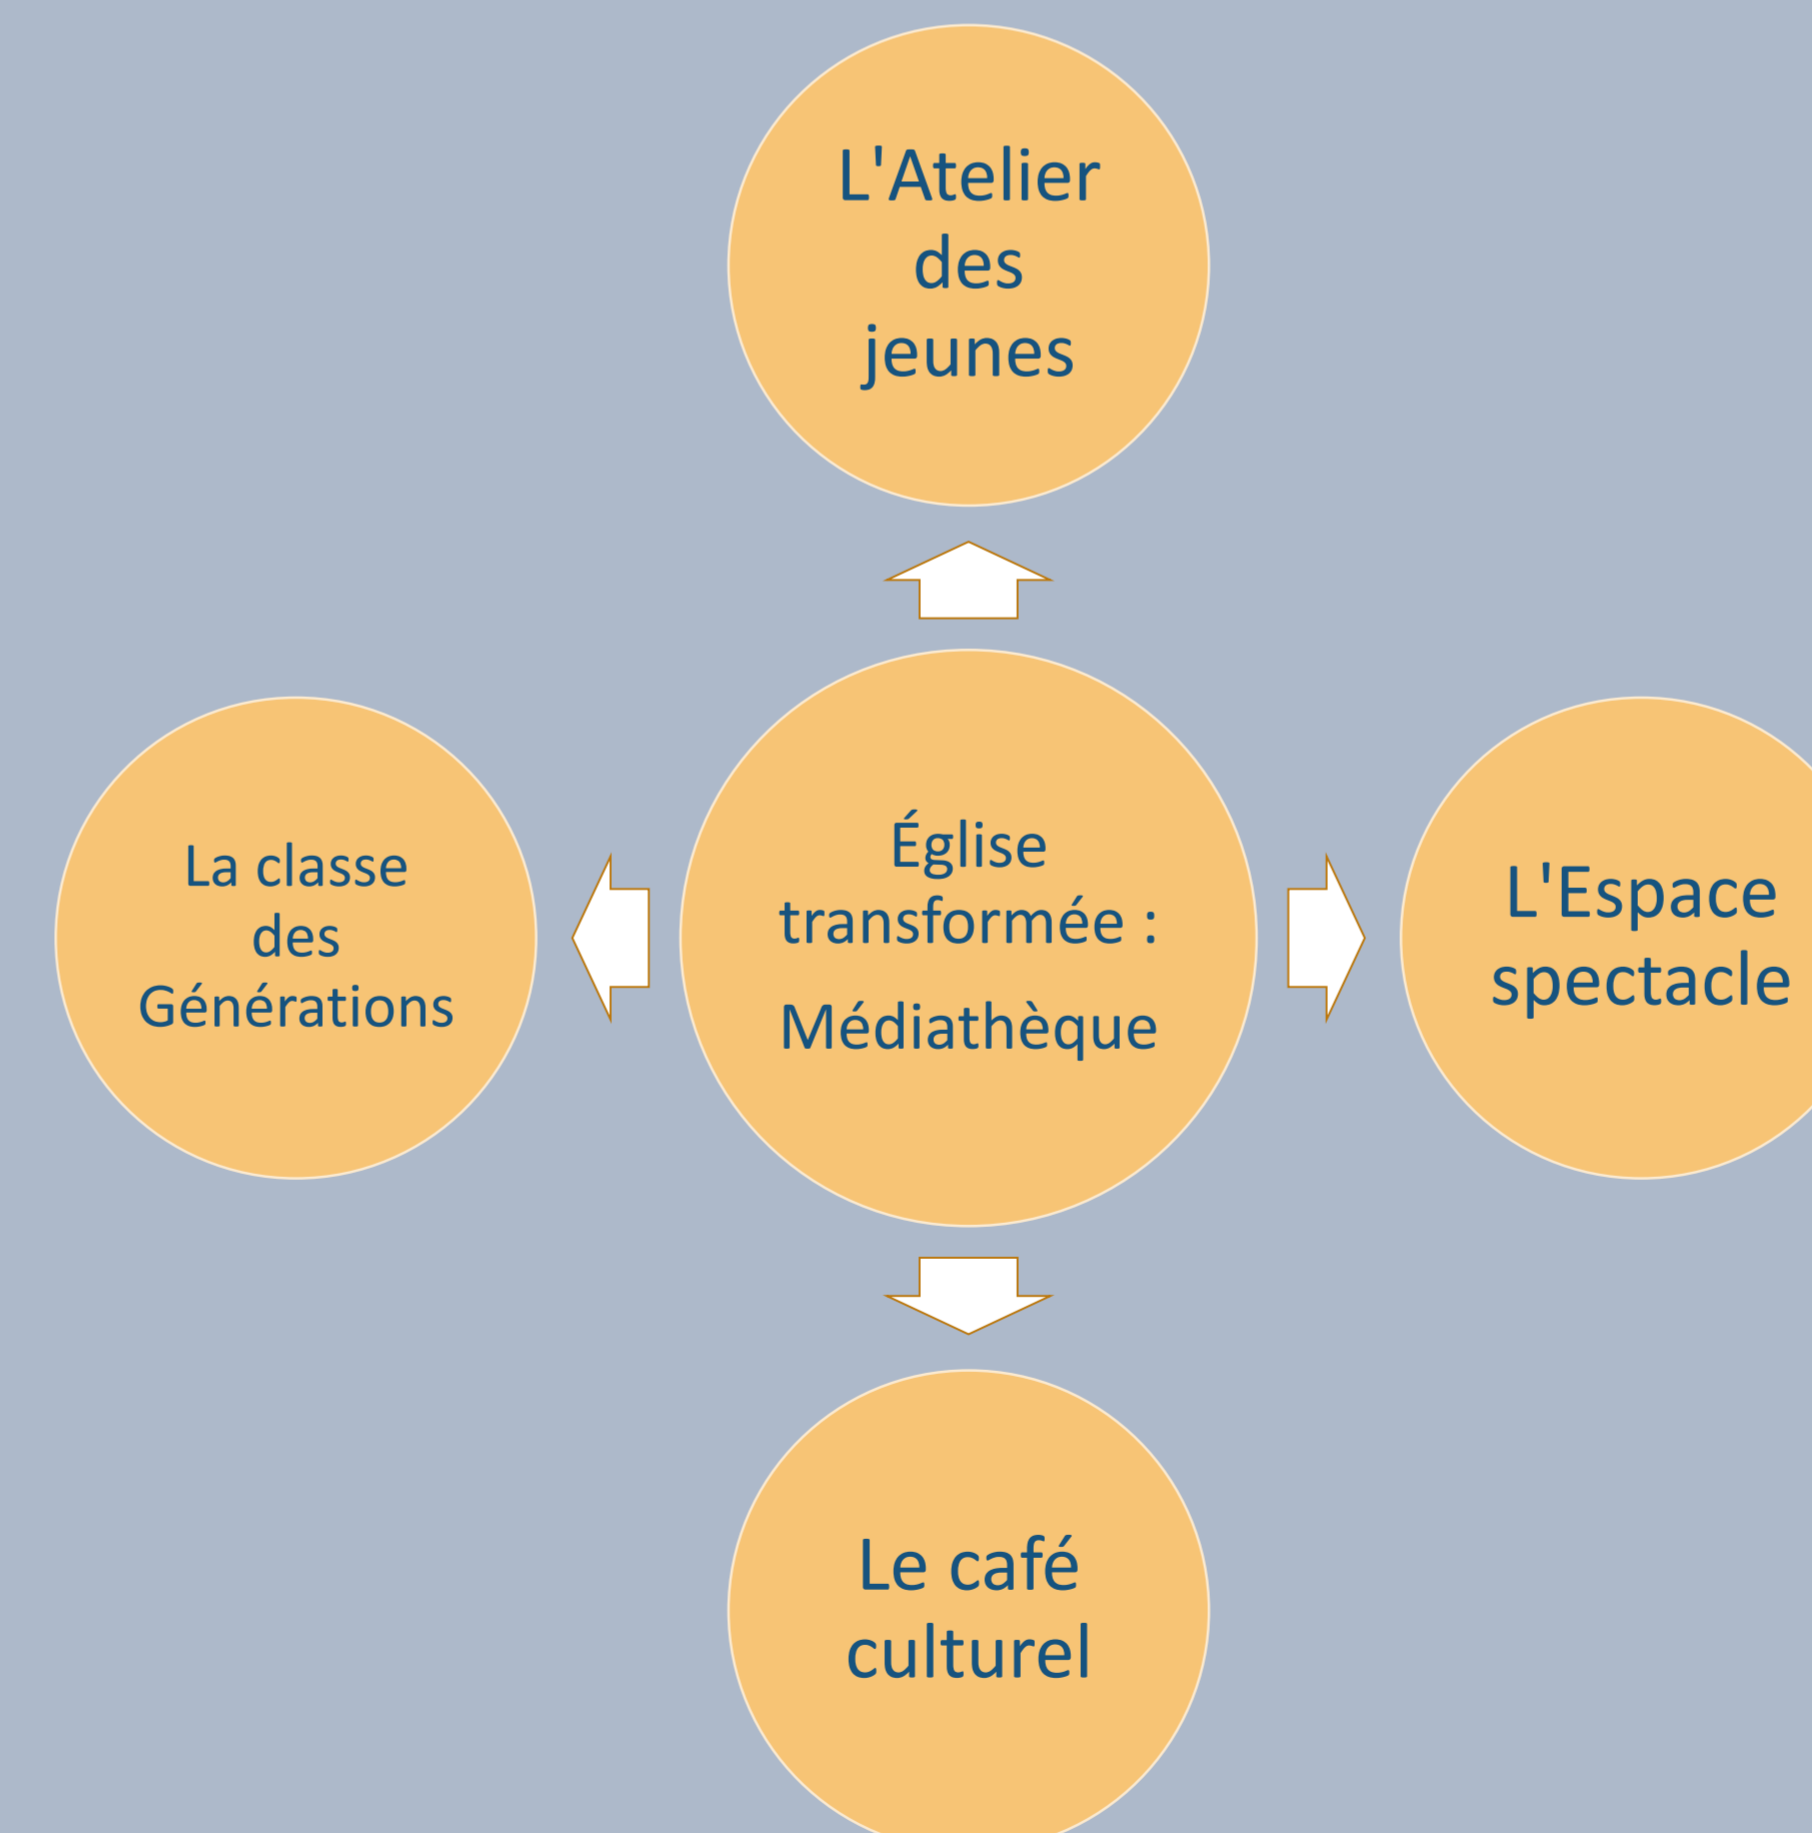 L'Atelier
des
jeunes
La classe
des
Générations
Église
transformée :
Médiathèque
L'Espace
spectacle
Le café
culturel